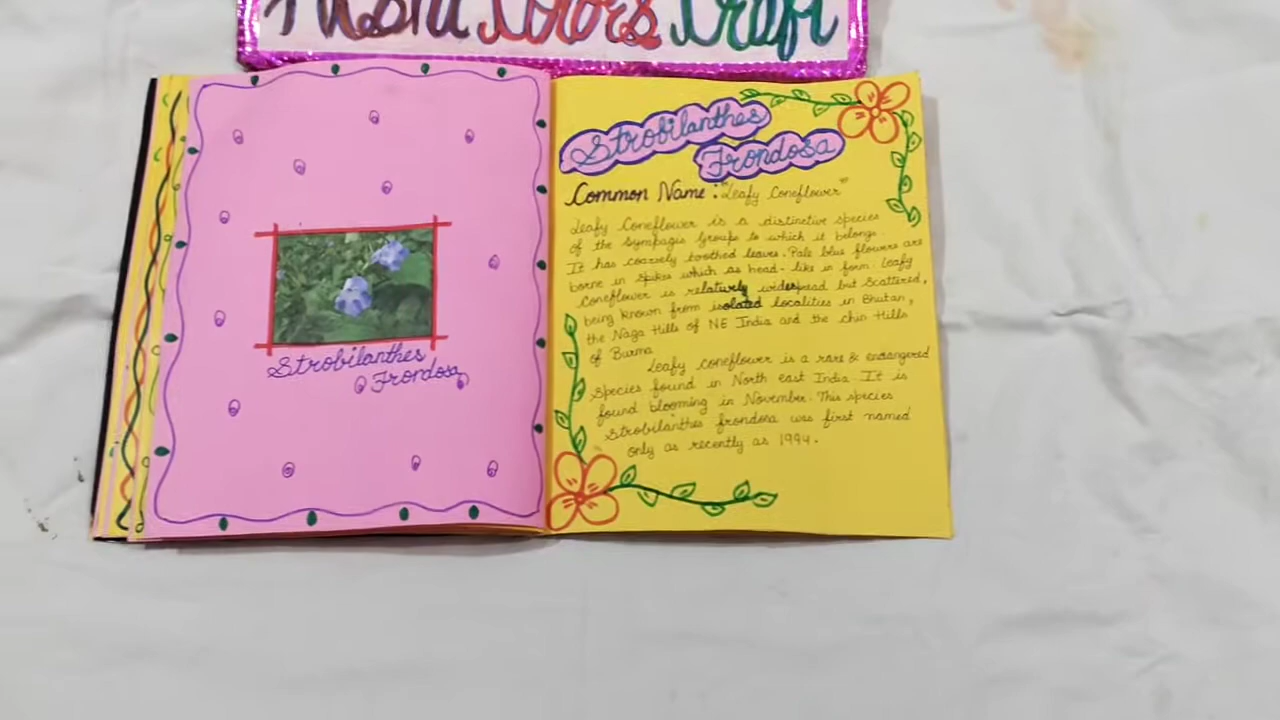 Colors Craft
Strobilanthes
Frondosa
Strobilanthes
Frondosa
Common Name : "Leafy Coneflower"
Leafy Coneflower is a distinctive species
of the Sympagis Groups to which it belongs.
It has coarsely toothed leaves. Pale blue flowers are
borne in spikes which as head-like in form. Leafy
Coneflower is relatively widespread but scattered,
being known from isolated localities in Bhutan,
the Naga Hills of NE India and the chin Hills
of Burma
Leafy coneflower is a rare & endangered
species found in North east India. It is
found blooming in November. This species
Strobilanthes frondosa was first named
only as recently as 1994.